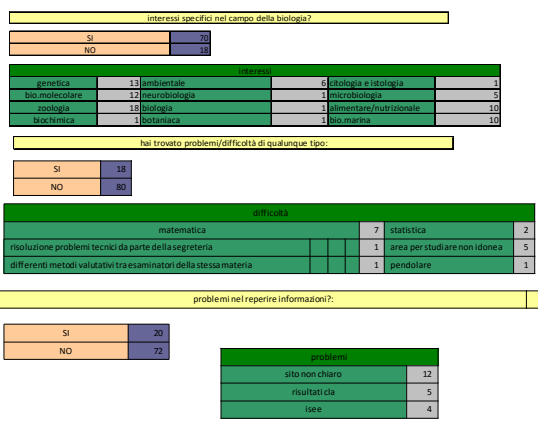 interessi specifici nel campo della biologia?
SI 70
NO 18
interessi
genetica 13 ambientale 6 citologia e istologia 1
bio.molecolare 12 neurobiologia 1 microbiologia 5
zoologia 18 biologia 1 alimentare/nutrizionale 10
biochimica 1 botaniaca 1 bio.marina 10
hai trovato problemi/difficoltà di qualunque tipo:
SI 18
NO 80
difficoltà
matematica 7 statistica 2
risoluzione problemi tecnici da parte della segreteria 1 area per studiare non idonea 5
differenti metodi valutativi tra esaminatori della stessa materia 1 pendolare 1
problemi nel reperire informazioni?:
SI 20
NO 72
problemi
sito non chiaro 12
risultati cla 5
isee 4